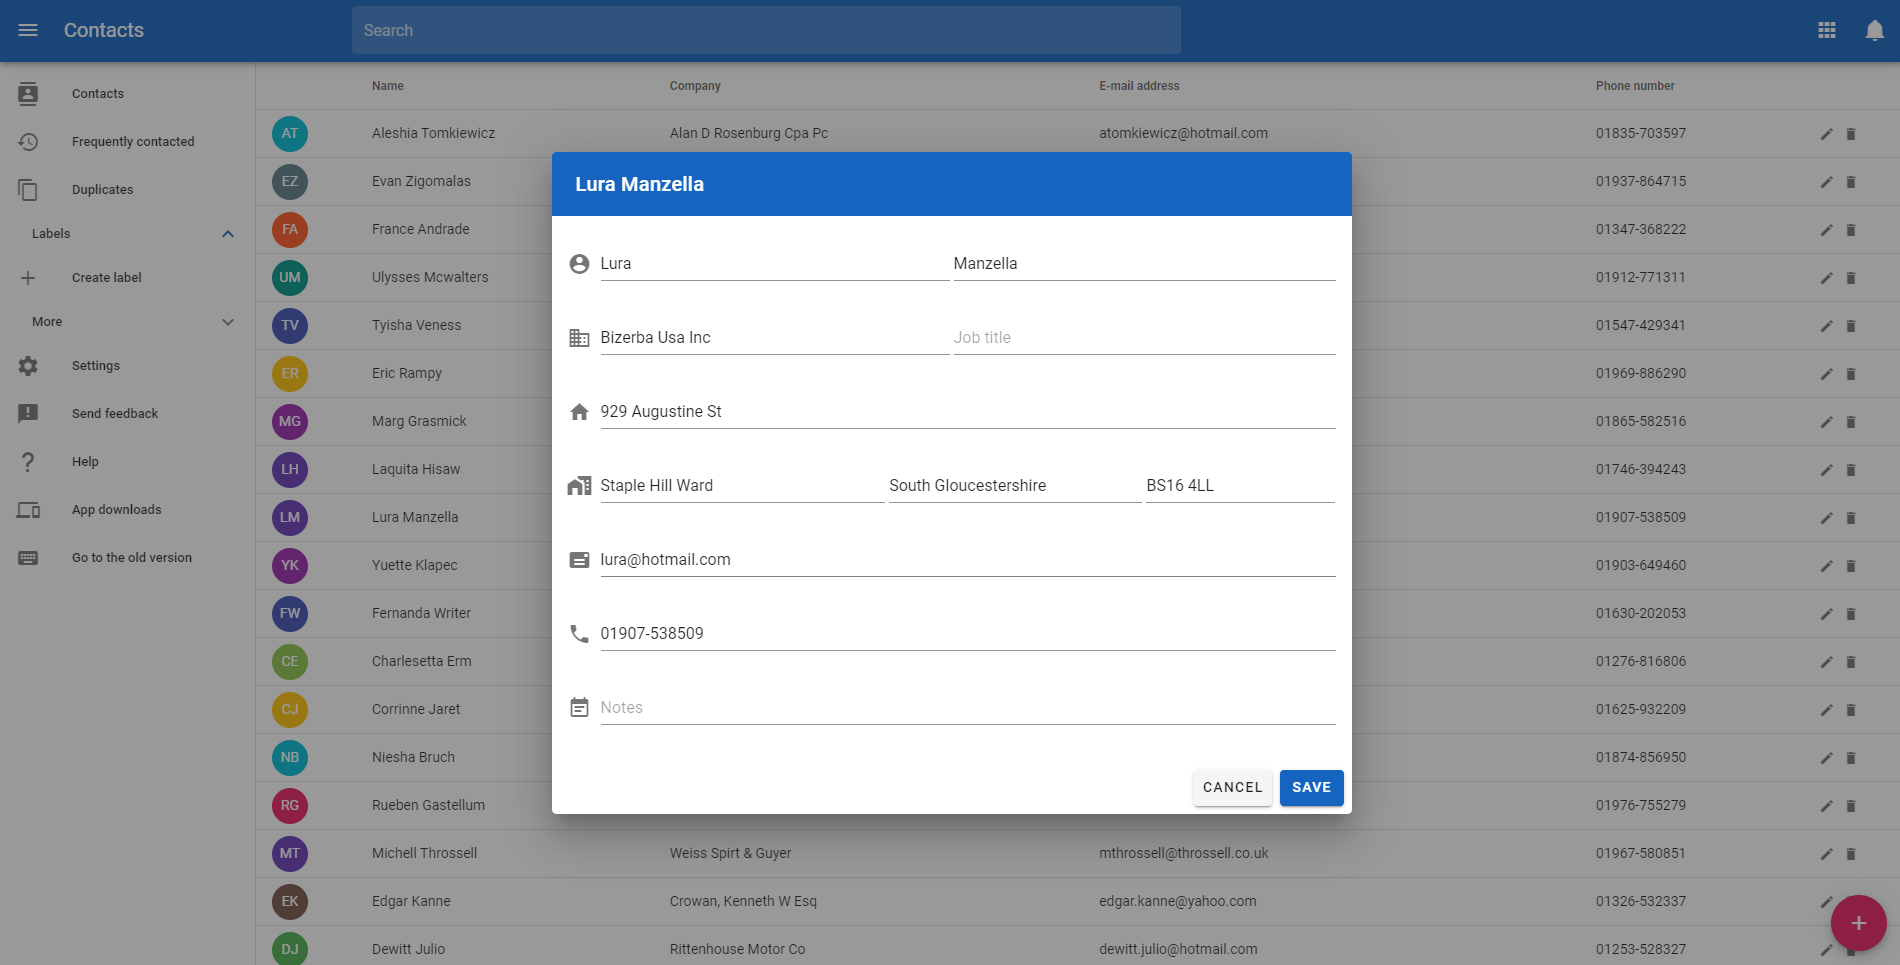 Contacts
Search
Contacts
Frequently contacted
Duplicates
Labels
Create label
More
Settings
Send feedback
Help
App downloads
Go to the old version
Name Company E-mail address Phone number
AT Aleshia Tomkiewicz Alan D Rosenburg Cpa Pc atomkiewicz@hotmail.com 01835-703597
EZ Evan Zigomalas 01937-864715
FA France Andrade 01347-368222
UM Ulysses Mcwalters 01912-771311
TV Tyisha Veness 01547-429341
ER Eric Rampy 01969-886290
MG Marg Grasmick 01865-582516
LH Laquita Hisaw 01746-394243
LM Lura Manzella 01907-538509
YK Yuette Klapec 01903-649460
FW Fernanda Writer 01630-202053
CE Charlesetta Erm 01276-816806
CJ Corrinne Jaret 01625-932209
NB Niesha Bruch 01874-856950
RG Rueben Gastellum 01976-755279
MT Michell Throssell Weiss Spirt & Guyer mthrossell@throssell.co.uk 01967-580851
EK Edgar Kanne Crowan, Kenneth W Esq edgar.kanne@yahoo.com 01326-532337
DJ Dewitt Julio Rittenhouse Motor Co dewitt.julio@hotmail.com 01253-528327
Lura Manzella
Lura Manzella
Bizerba Usa Inc Job title
929 Augustine St
Staple Hill Ward South Gloucestershire BS16 4LL
lura@hotmail.com
01907-538509
Notes
CANCEL SAVE